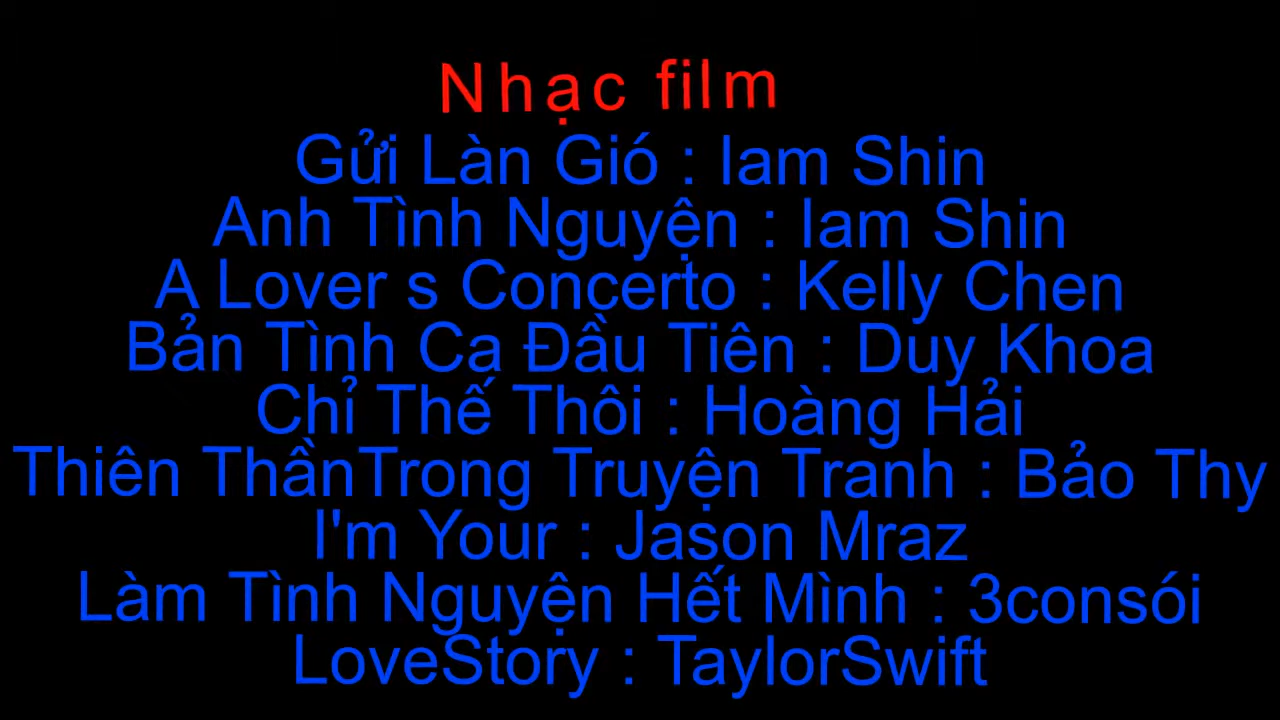 Nhạc film
Gửi Làn Gió : Iam Shin
Anh Tình Nguyện : Iam Shin
A Lover s Concerto : Kelly Chen
Bản Tình Ca Đầu Tiên : Duy Khoa
Chỉ Thế Thôi : Hoàng Hải
Thiên ThầnTrong Truyện Tranh : Bảo Thy
I'm Your : Jason Mraz
Làm Tình Nguyện Hết Mình : 3consói
LoveStory : TaylorSwift